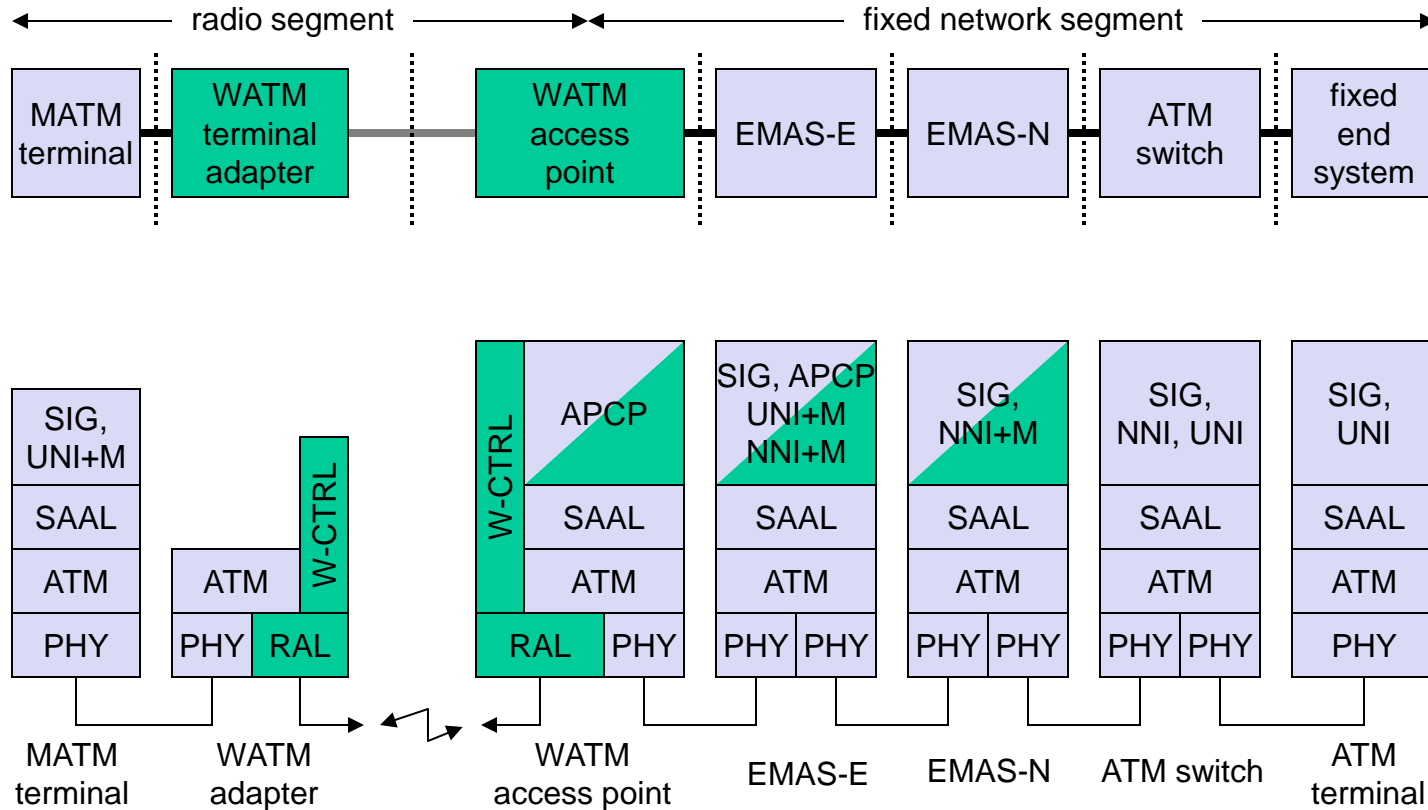 radio segment
fixed network segment
MATM
terminal
WATM
terminal
adapter
WATM
access
point
EMAS-E
EMAS-N
ATM
switch
fixed
end
system
SIG,
UNI+M
SAAL
ATM
PHY
ATM
W-CTRL
PHY
RAL
W-CTRL
APCP
SAAL
ATM
RAL
PHY
SIG, APCP
UNI+M
NNI+M
SAAL
ATM
PHY
PHY
SIG,
NNI+M
SAAL
ATM
PHY
PHY
SIG,
NNI, UNI
SAAL
ATM
PHY
PHY
SIG,
UNI
SAAL
ATM
PHY
MATM
terminal
WATM
adapter
WATM
access point
EMAS-E
EMAS-N
ATM switch
ATM
terminal